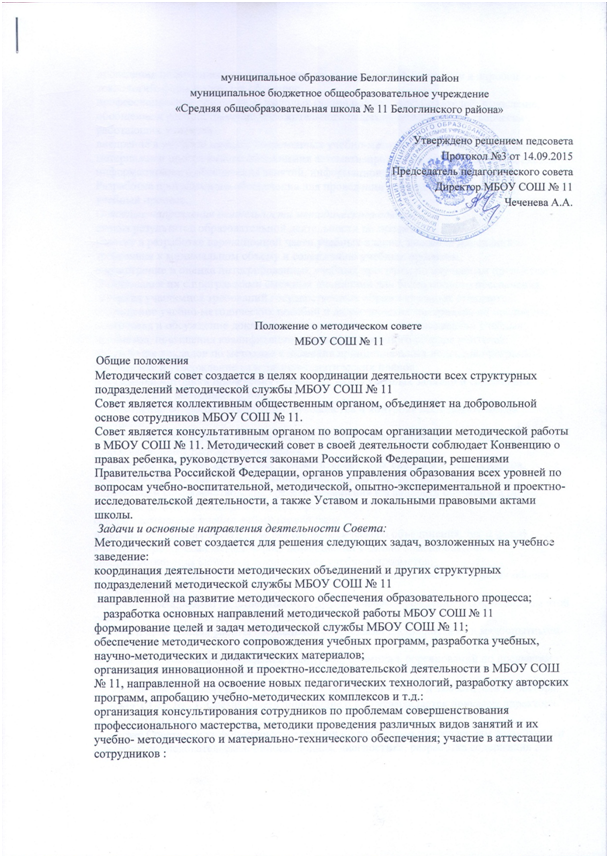 муниципальное образование Белоглинский район
муниципальное бюджетное общеобразовательное учреждение
«Средняя общеобразовательная школа № 11 Белоглинского района»
Утверждено решением педсовета
Протокол №3 от 14.09.2015
Председатель педагогического совета
Директор МБОУ СОШ № 11
Чеченева А.А.
Положение о методическом совете
МБОУ СОШ № 11
Общие положения
Методический совет создается в целях координации деятельности всех структурных
подразделений методической службы МБОУ СОШ № 11
Совет является коллективным общественным органом, объединяет на добровольной
основе сотрудников МБОУ СОШ № 11.
Совет является консультативным органом по вопросам организации методической работы
в МБОУ СОШ № 11. Методический совет в своей деятельности соблюдает Конвенцию о
правах ребенка, руководствуется законами Российской Федерации, решениями
Правительства Российской Федерации, органов управления образования всех уровней по
вопросам учебно-воспитательной, методической, опытно-экспериментальной и проектно-
исследовательской деятельности, а также Уставом и локальными правовыми актами
школы.
Задачи и основные направления деятельности Совета:
Методический совет создается для решения следующих задач, возложенных на учебное
заведение:
координация деятельности методических объединений и других структурных
подразделений методической службы МБОУ СОШ № 11
направленной на развитие методического обеспечения образовательного процесса;
разработка основных направлений методической работы МБОУ СОШ № 11
формирование целей и задач методической службы МБОУ СОШ № 11;
обеспечение методического сопровождения учебных программ, разработка учебных,
научно-методических и дидактических материалов;
организация инновационной и проектно-исследовательской деятельности в МБОУ СОШ
№ 11, направленной на освоение новых педагогических технологий, разработку авторских
программ, апробацию учебно-методических комплексов и т.д.:
организация консультирования сотрудников по проблемам совершенствования
профессионального мастерства, методики проведения различных видов занятий и их
учебно- методического и материально-технического обеспечения; участие в аттестации
сотрудников :